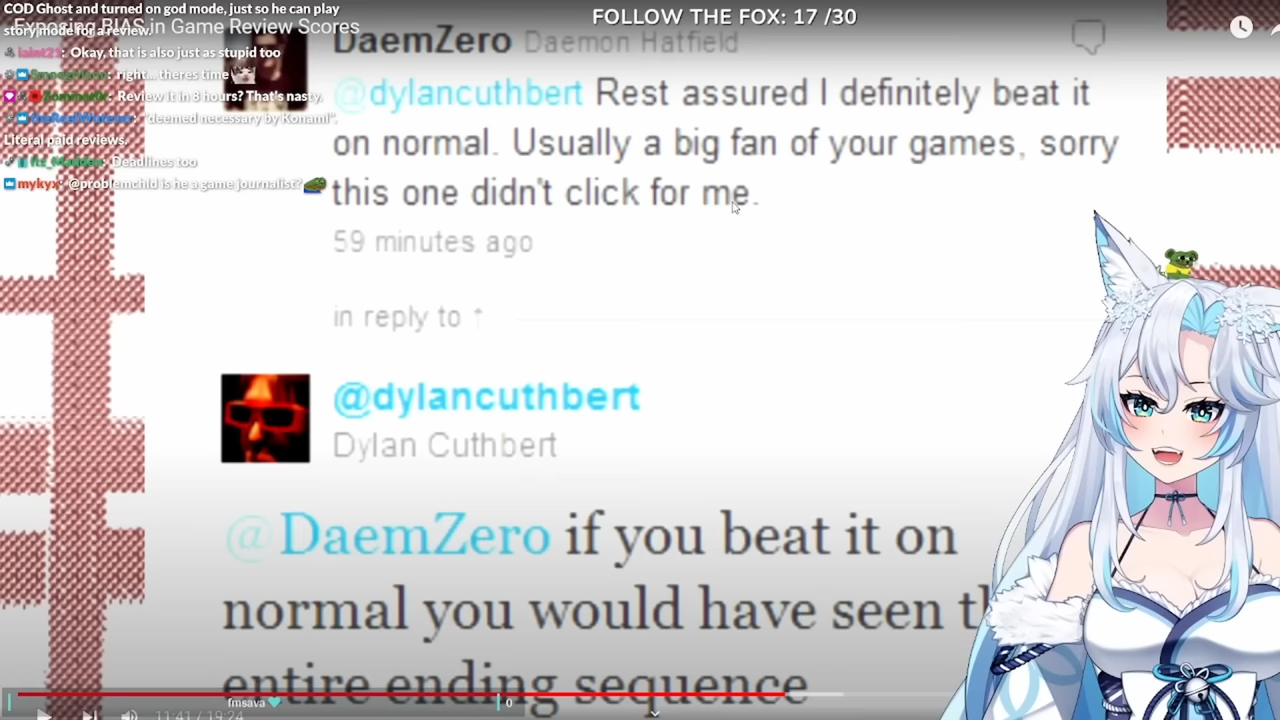 COD Ghost and turned on god mode, just so he can play
story mode for a review.
Exposing BIAS in Game Review Scores
FOLLOW THE FOX: 17 /30
Okay, that is also just as stupid too
right... theres time
Review it in 8 hours? That's nasty.
"deemed necessary by Konami".
Literal paid reviews.
Deadlines too
mykyx: @problemch1d is he a game journalist?
DaemZero Daemon Hatfield
@dylancuthbert Rest assured I definitely beat it
on normal. Usually a big fan of your games, sorry
this one didn't click for me.
59 minutes ago
in reply to ↑
@dylancuthbert
Dylan Cuthbert
@DaemZero if you beat it on
normal you would have seen
entire ending sequence
fmsava
0
11:41 / 19:24